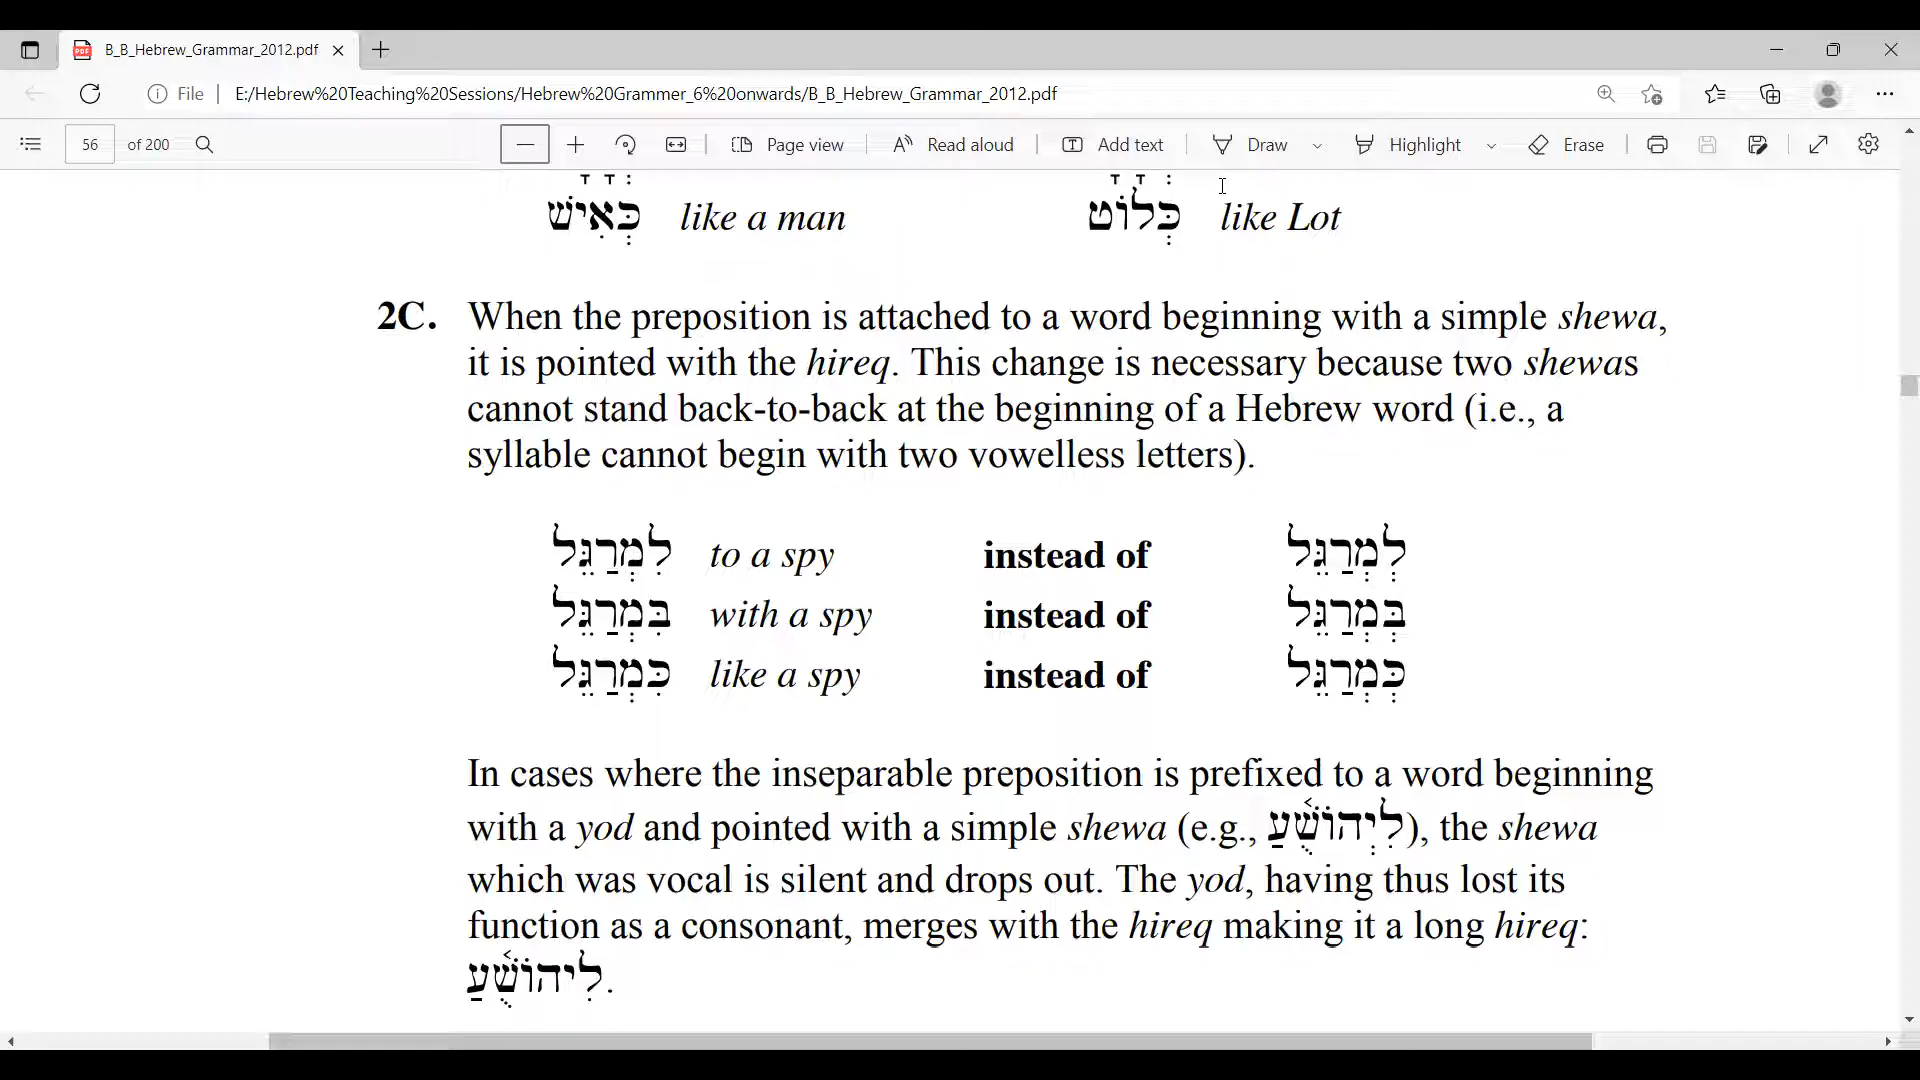 B_B_Hebrew_Grammar_2012.pdf
File E:/Hebrew%20Teaching%20Sessions/Hebrew%20Grammer_6%20onwards/B_B_Hebrew_Grammar_2012.pdf
56 of 200 Page view Read aloud Add text Draw Highlight Erase
כְּאִישׁ like a man כְּלוֹט like Lot
2C. When the preposition is attached to a word beginning with a simple shewa,
it is pointed with the hireq. This change is necessary because two shewas
cannot stand back-to-back at the beginning of a Hebrew word (i.e., a
syllable cannot begin with two vowelless letters).
לִמְרַגֵּל to a spy instead of לְמְרַגֵּל
בִּמְרַגֵּל with a spy instead of בְּמְרַגֵּל
כִּמְרַגֵּל like a spy instead of כְּמְרַגֵּל
In cases where the inseparable preposition is prefixed to a word beginning
with a yod and pointed with a simple shewa (e.g., לִיְהוֹשֻׁ֫עַ), the shewa
which was vocal is silent and drops out. The yod, having thus lost its
function as a consonant, merges with the hireq making it a long hireq:
לִיהוֹשֻׁ֫עַ.